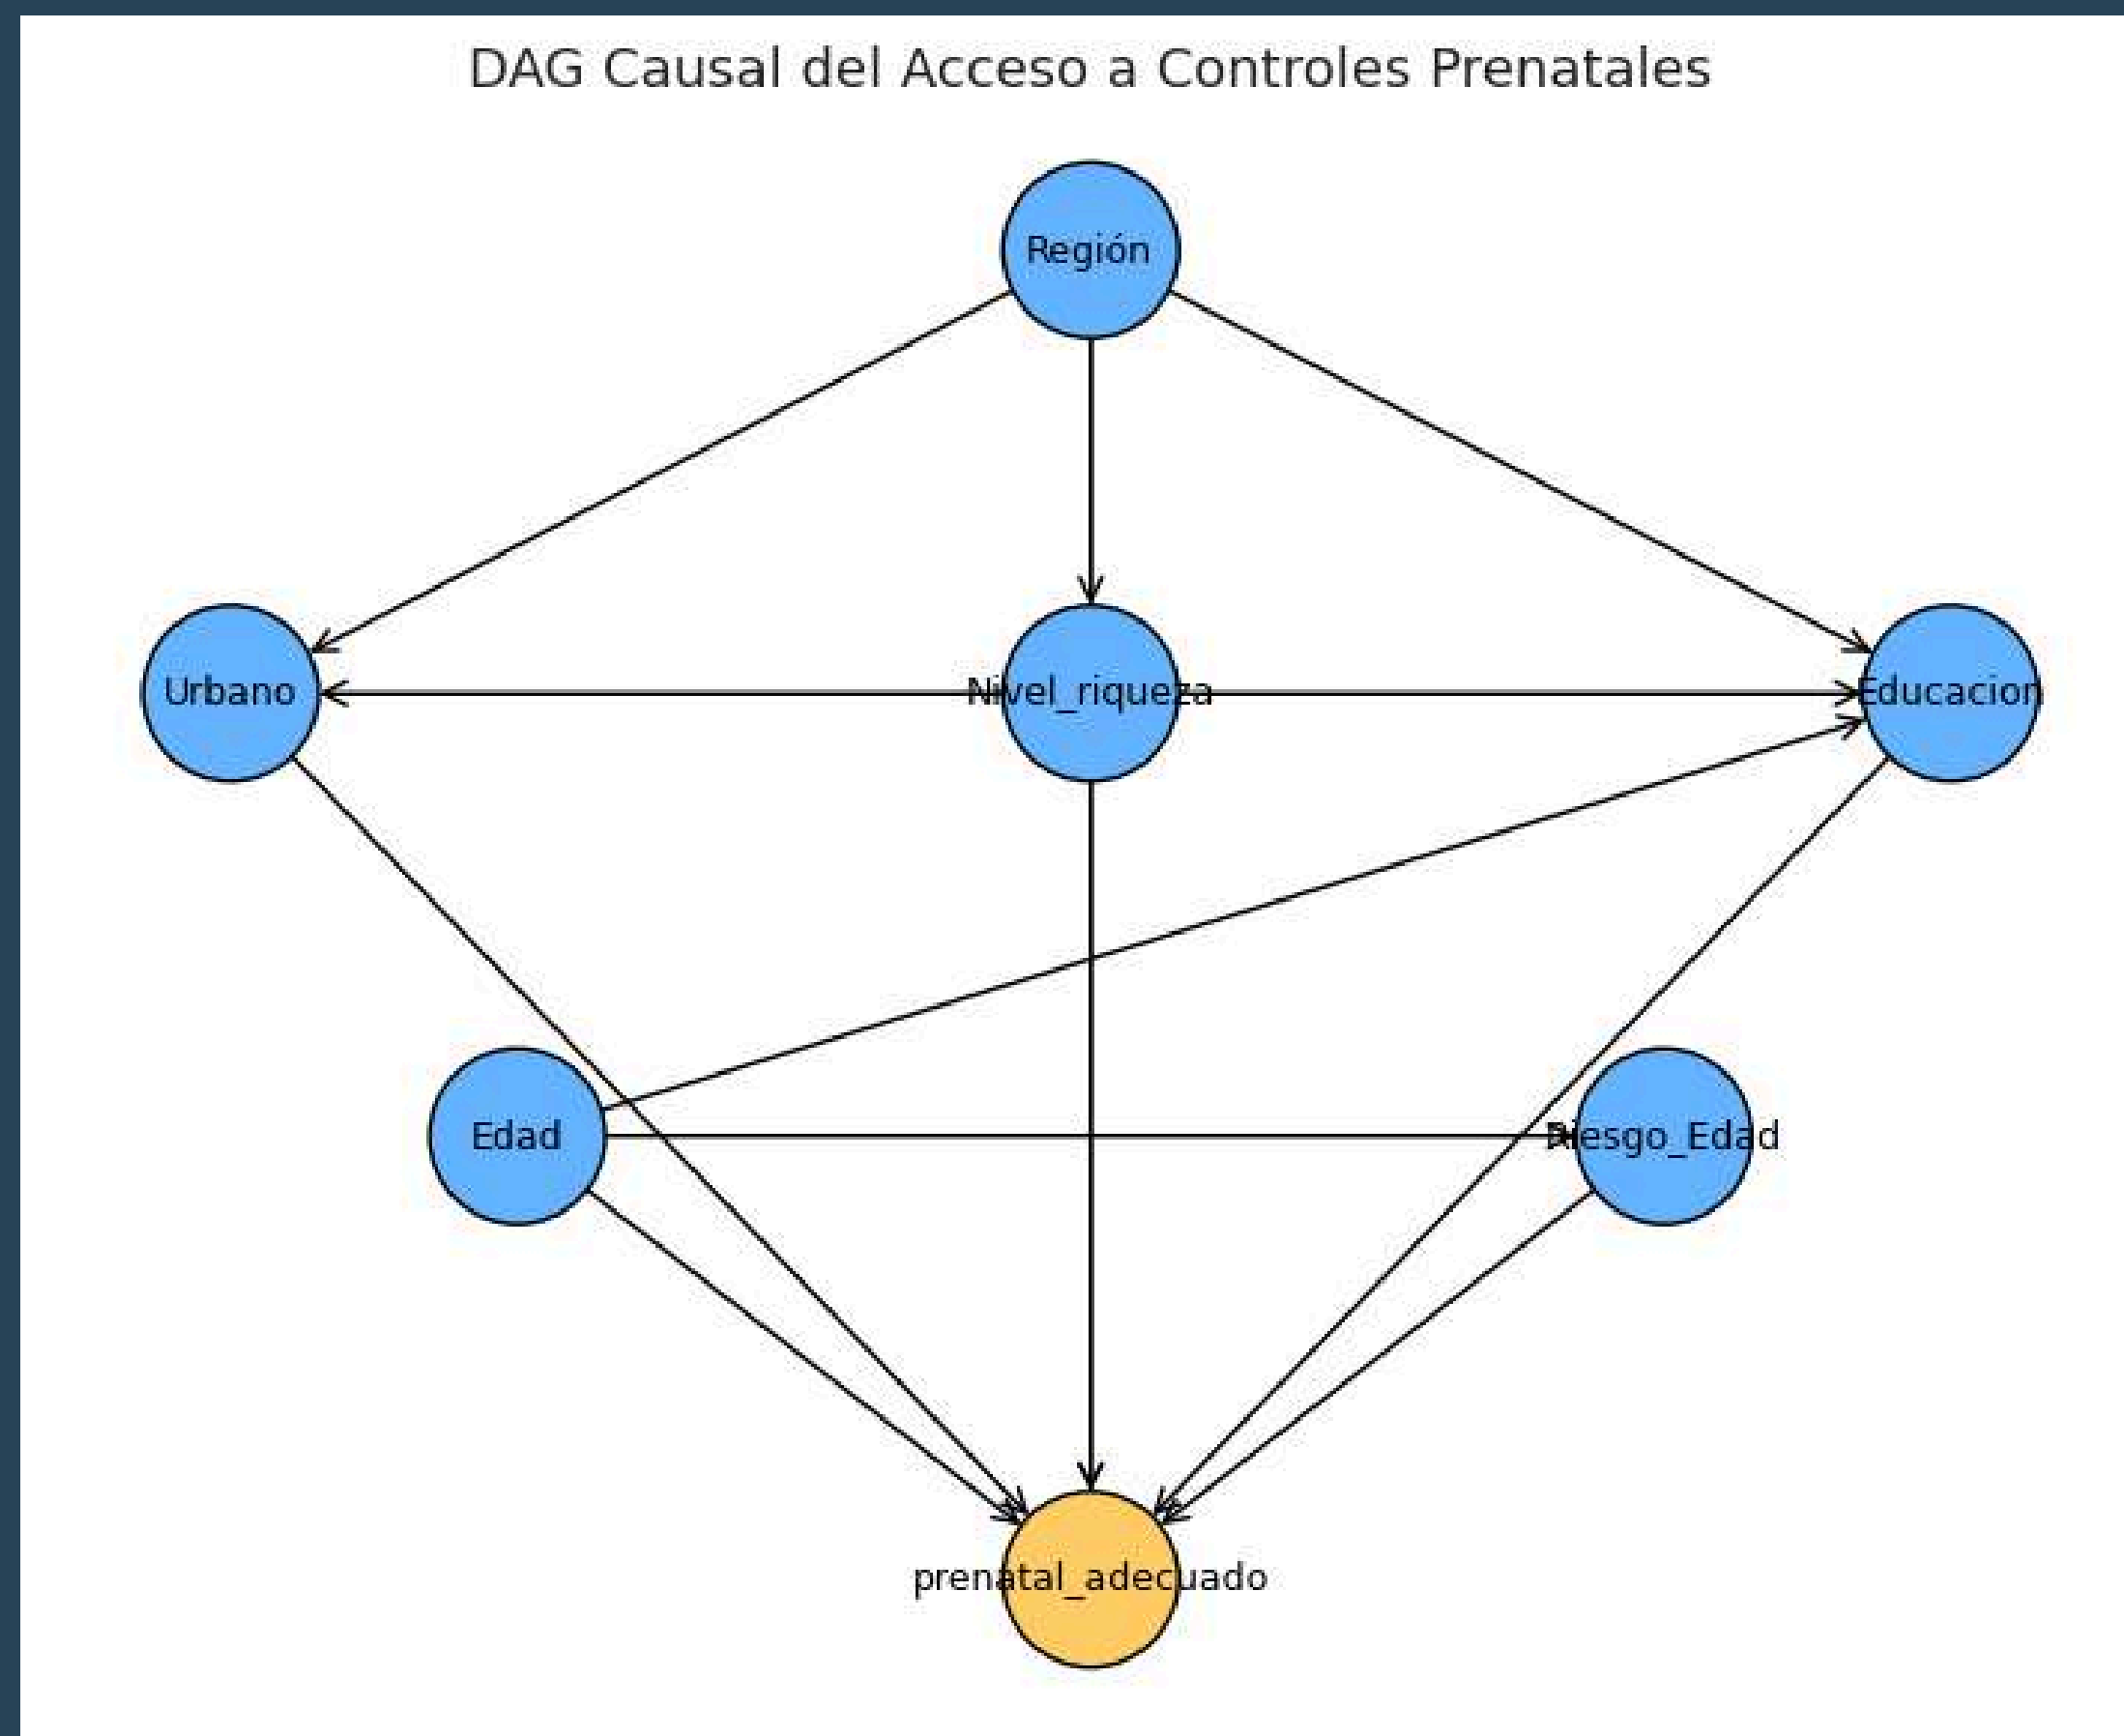 DAG Causal del Acceso a Controles Prenatales
Región
Urbano
Nivel_riqueza
Educacion
Edad
Riesgo_Edad
prenatal_adecuado